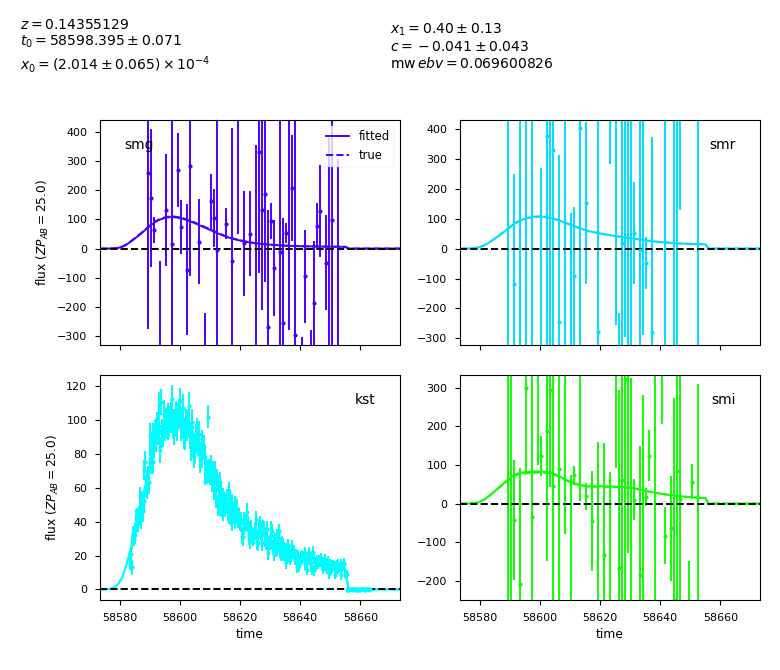 z = 0.14355129
t₀ = 58598.395 ± 0.071
x₀ = (2.014 ± 0.065) × 10⁻⁴
x₁ = 0.40 ± 0.13
c = −0.041 ± 0.043
mw ebv = 0.069600826
smg
fitted
true
400
300
200
100
0
−100
−200
−300
flux (ZP_AB = 25.0)
smr
400
300
200
100
0
−100
−200
−300
kst
120
100
80
60
40
20
0
flux (ZP_AB = 25.0)
58580 58600 58620 58640 58660
time
smi
300
200
100
0
−100
−200
58580 58600 58620 58640 58660
time